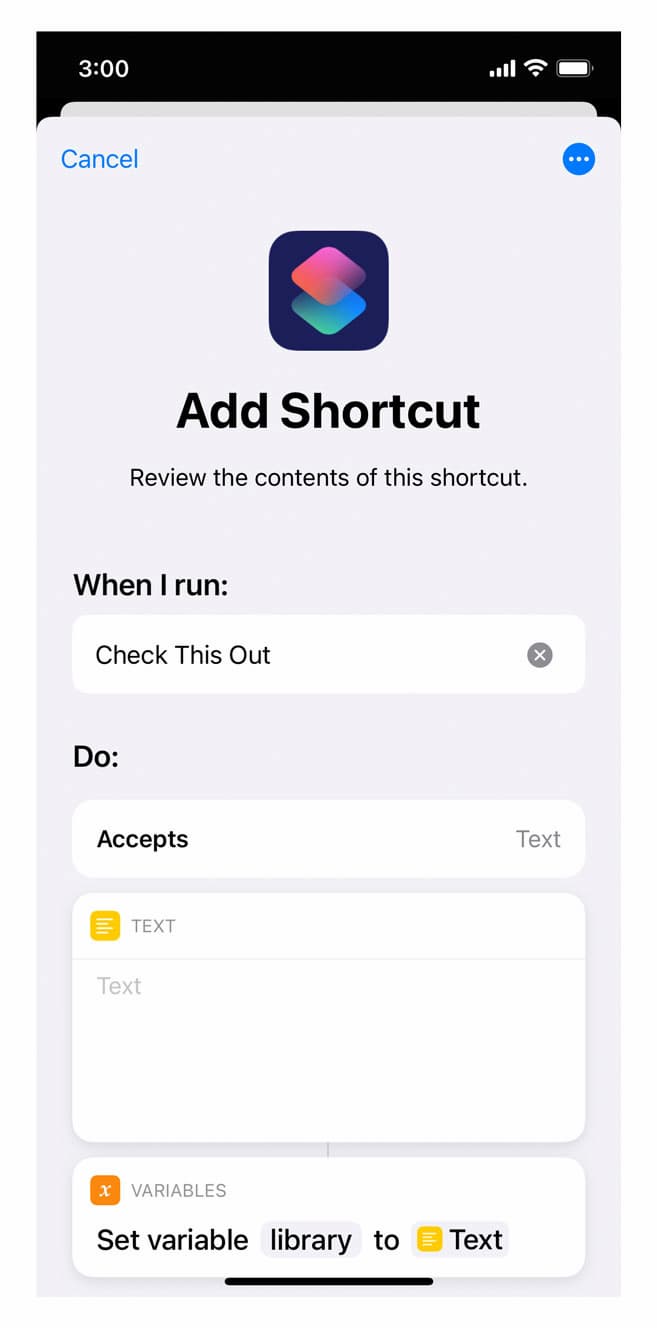 3:00
Cancel
Add Shortcut
Review the contents of this shortcut.
When I run:
Check This Out
Do:
Accepts Text
TEXT
Text
x VARIABLES
Set variable library to Text